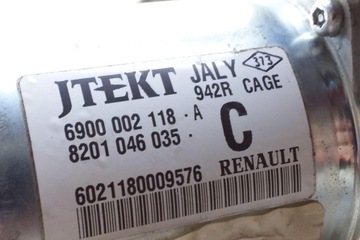 JTEKT JALY 373
942R CAGE
6900 002 118 · A
8201 046 035 · C
RENAULT
6021180009576